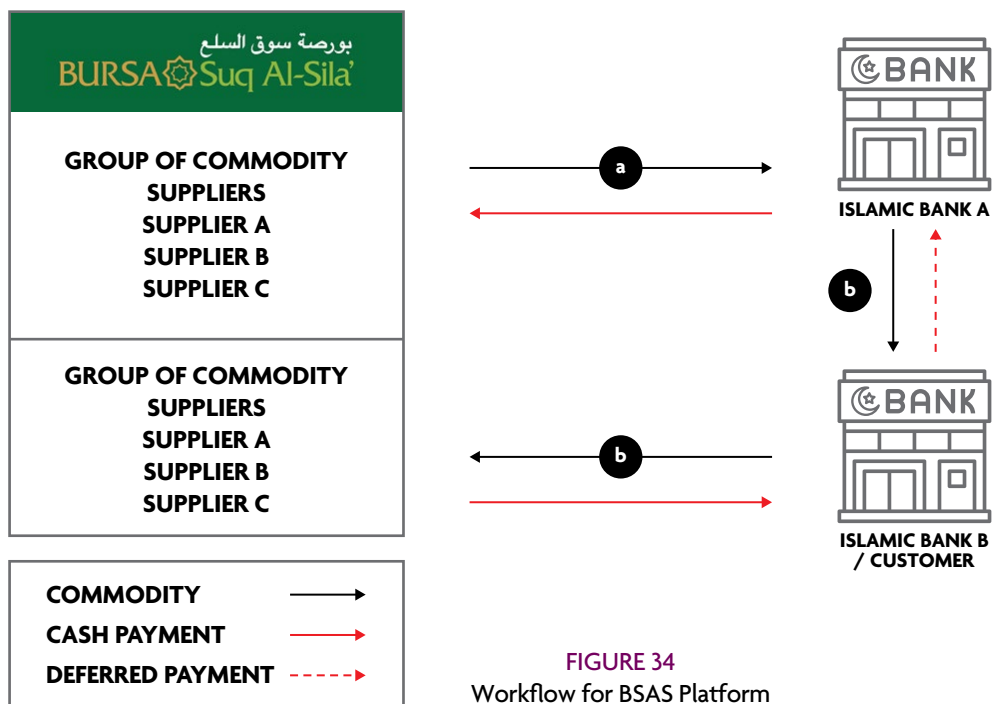 بورصة سوق السلع
BURSA Suq Al-Sila'
GROUP OF COMMODITY
SUPPLIERS
SUPPLIER A
SUPPLIER B
SUPPLIER C
a
BANK
ISLAMIC BANK A
b
GROUP OF COMMODITY
SUPPLIERS
SUPPLIER A
SUPPLIER B
SUPPLIER C
b
BANK
ISLAMIC BANK B
/ CUSTOMER
COMMODITY
CASH PAYMENT
DEFERRED PAYMENT
FIGURE 34
Workflow for BSAS Platform